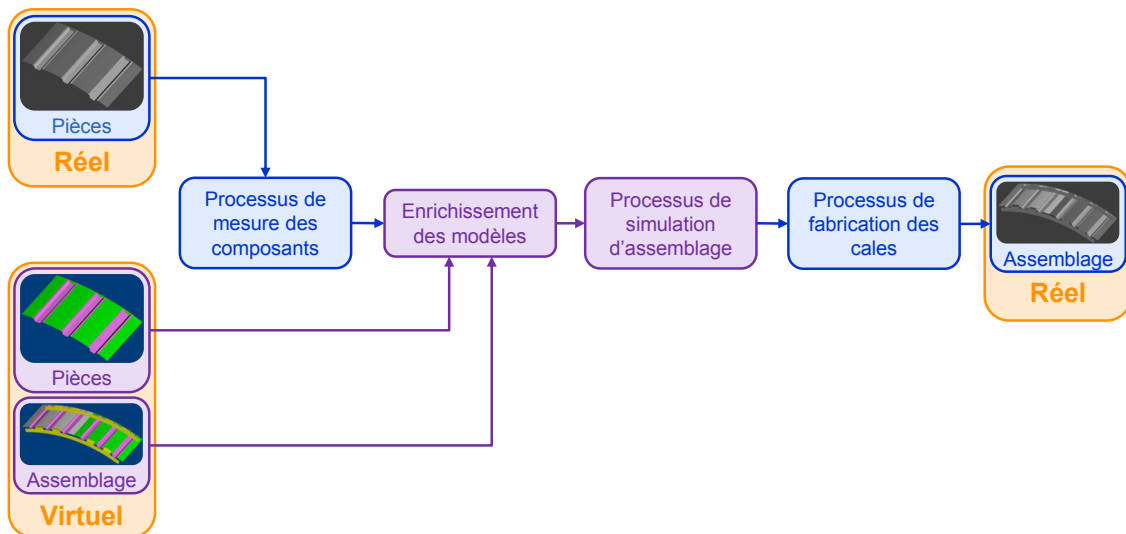 Pièces
Réel
Processus de
mesure des
composants
Enrichissement
des modèles
Processus de
simulation
d’assemblage
Processus de
fabrication des
cales
Assemblage
Réel
Pièces
Assemblage
Virtuel